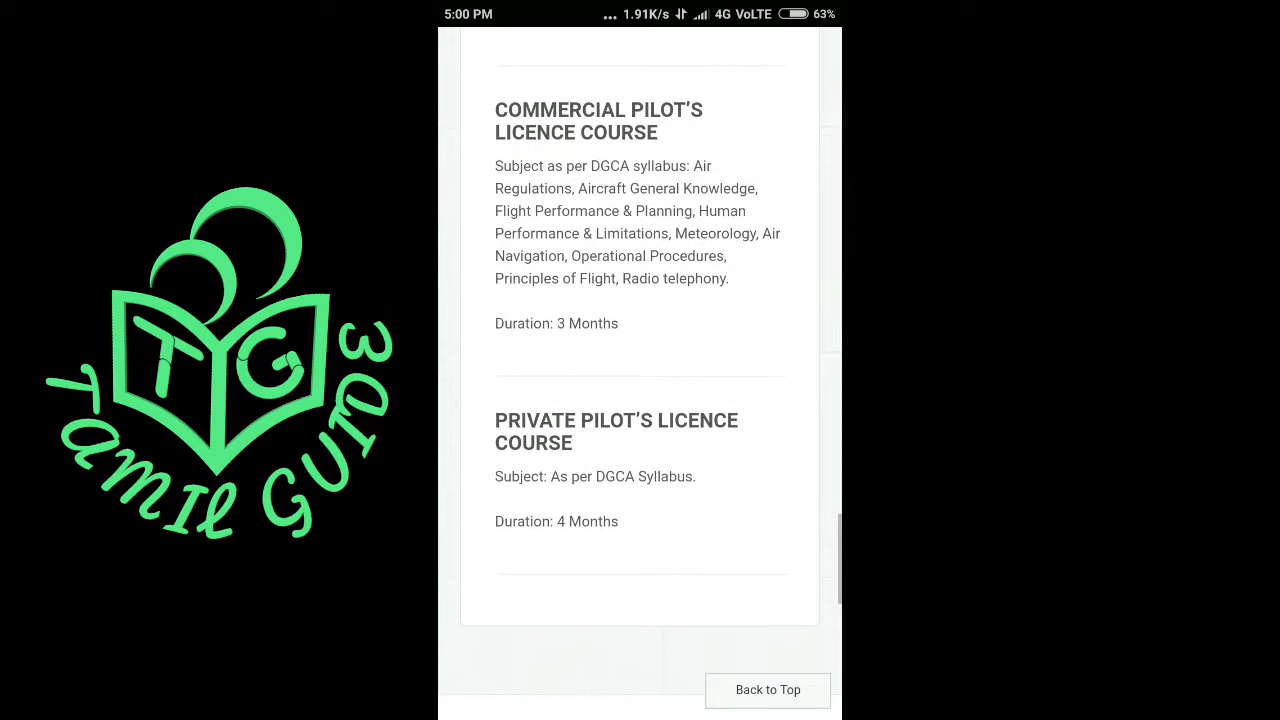 5:00 PM
... 1.91K/s 4G VoLTE 63%
COMMERCIAL PILOT’S
LICENCE COURSE
Subject as per DGCA syllabus: Air
Regulations, Aircraft General Knowledge,
Flight Performance & Planning, Human
Performance & Limitations, Meteorology, Air
Navigation, Operational Procedures,
Principles of Flight, Radio telephony.
Duration: 3 Months
PRIVATE PILOT’S LICENCE
COURSE
Subject: As per DGCA Syllabus.
Duration: 4 Months
Back to Top
TG
TAMIl GUIDE